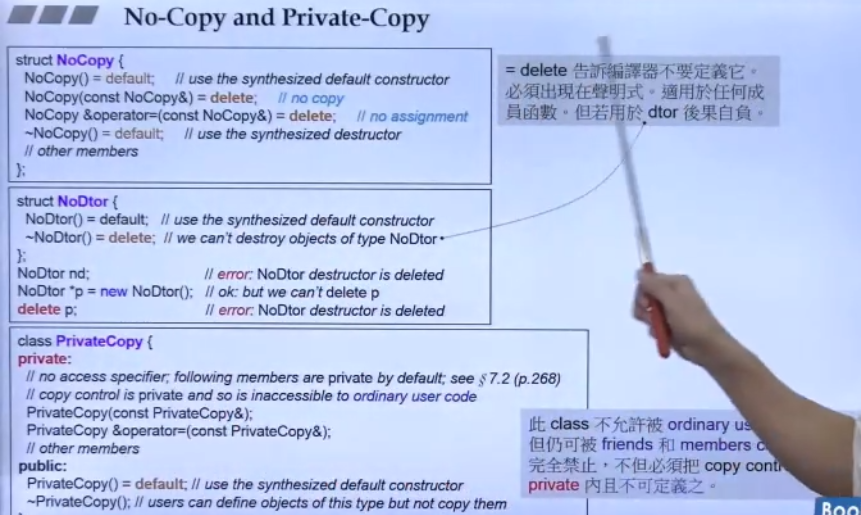 No-Copy and Private-Copy
struct NoCopy {
NoCopy() = default; // use the synthesized default constructor
NoCopy(const NoCopy&) = delete; // no copy
NoCopy &operator=(const NoCopy&) = delete; // no assignment
~NoCopy() = default; // use the synthesized destructor
// other members
};
= delete 告訴編譯器不要定義它。
必須出現在聲明式。適用於任何成
員函數。但若用於 dtor 後果自負。
struct NoDtor {
NoDtor() = default; // use the synthesized default constructor
~NoDtor() = delete; // we can't destroy objects of type NoDtor
};
NoDtor nd; // error: NoDtor destructor is deleted
NoDtor *p = new NoDtor(); // ok: but we can't delete p
delete p; // error: NoDtor destructor is deleted
class PrivateCopy {
private:
// no access specifier; following members are private by default; see §7.2 (p.268)
// copy control is private and so is inaccessible to ordinary user code
PrivateCopy(const PrivateCopy&);
PrivateCopy &operator=(const PrivateCopy&);
// other members
public:
PrivateCopy() = default; // use the synthesized default constructor
~PrivateCopy(); // users can define objects of this type but not copy them
此 class 不允許被 ordinary us
但仍可被 friends 和 members c
完全禁止，不但必須把 copy cont
private 內且不可定義之。
Boo